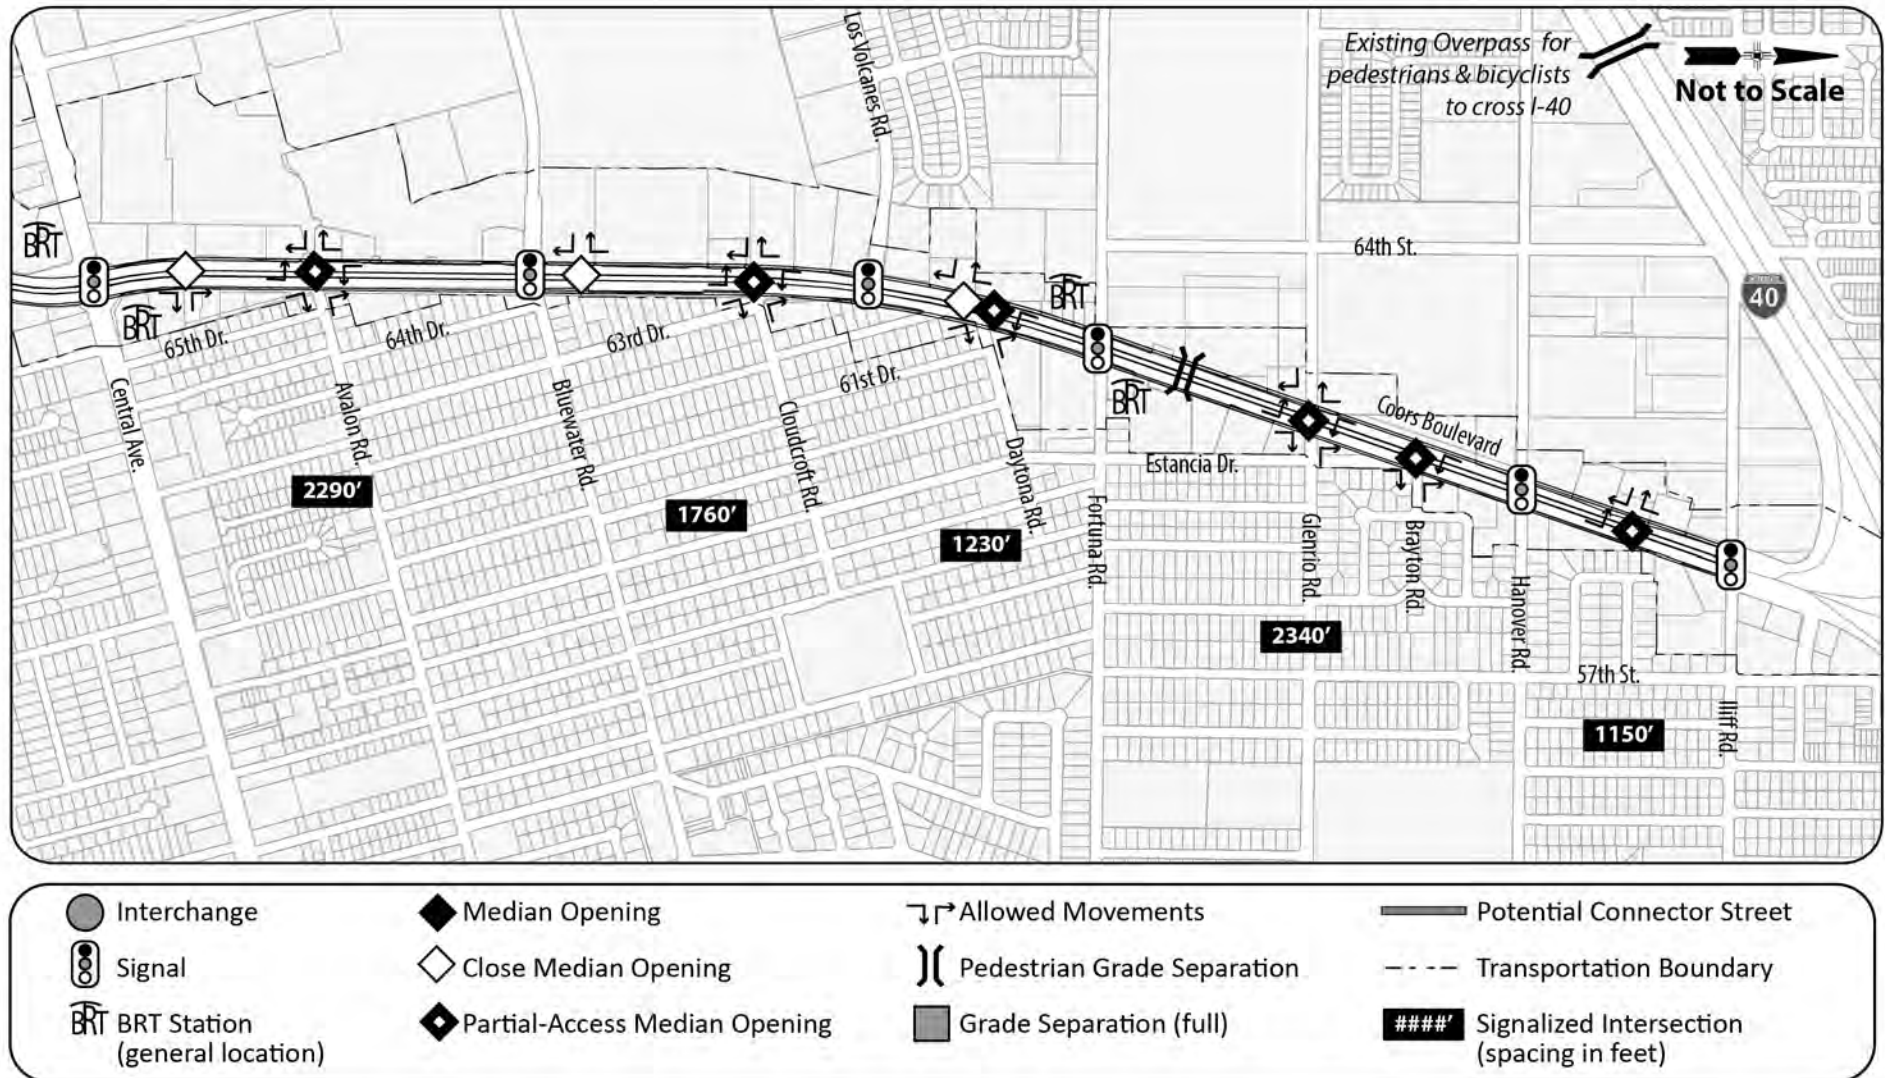 Existing Overpass for
pedestrians & bicyclists
to cross I-40
Not to Scale
Los Volcanes Rd.
64th St.
40
BRT
BRT
BRT
BRT
65th Dr.
64th Dr.
63rd Dr.
61st Dr.
Coors Boulevard
Estancia Dr.
Central Ave.
Avalon Rd.
Bluewater Rd.
Cloudcroft Rd.
Daytona Rd.
Fortuna Rd.
Glenrio Rd.
Brayton Rd.
Hanover Rd.
Iliff Rd.
57th St.
2290’
1760’
1230’
2340’
1150’
Interchange
Signal
BRT BRT Station
(general location)
Median Opening
Close Median Opening
Partial-Access Median Opening
Allowed Movements
Pedestrian Grade Separation
Grade Separation (full)
Potential Connector Street
Transportation Boundary
####’ Signalized Intersection
(spacing in feet)